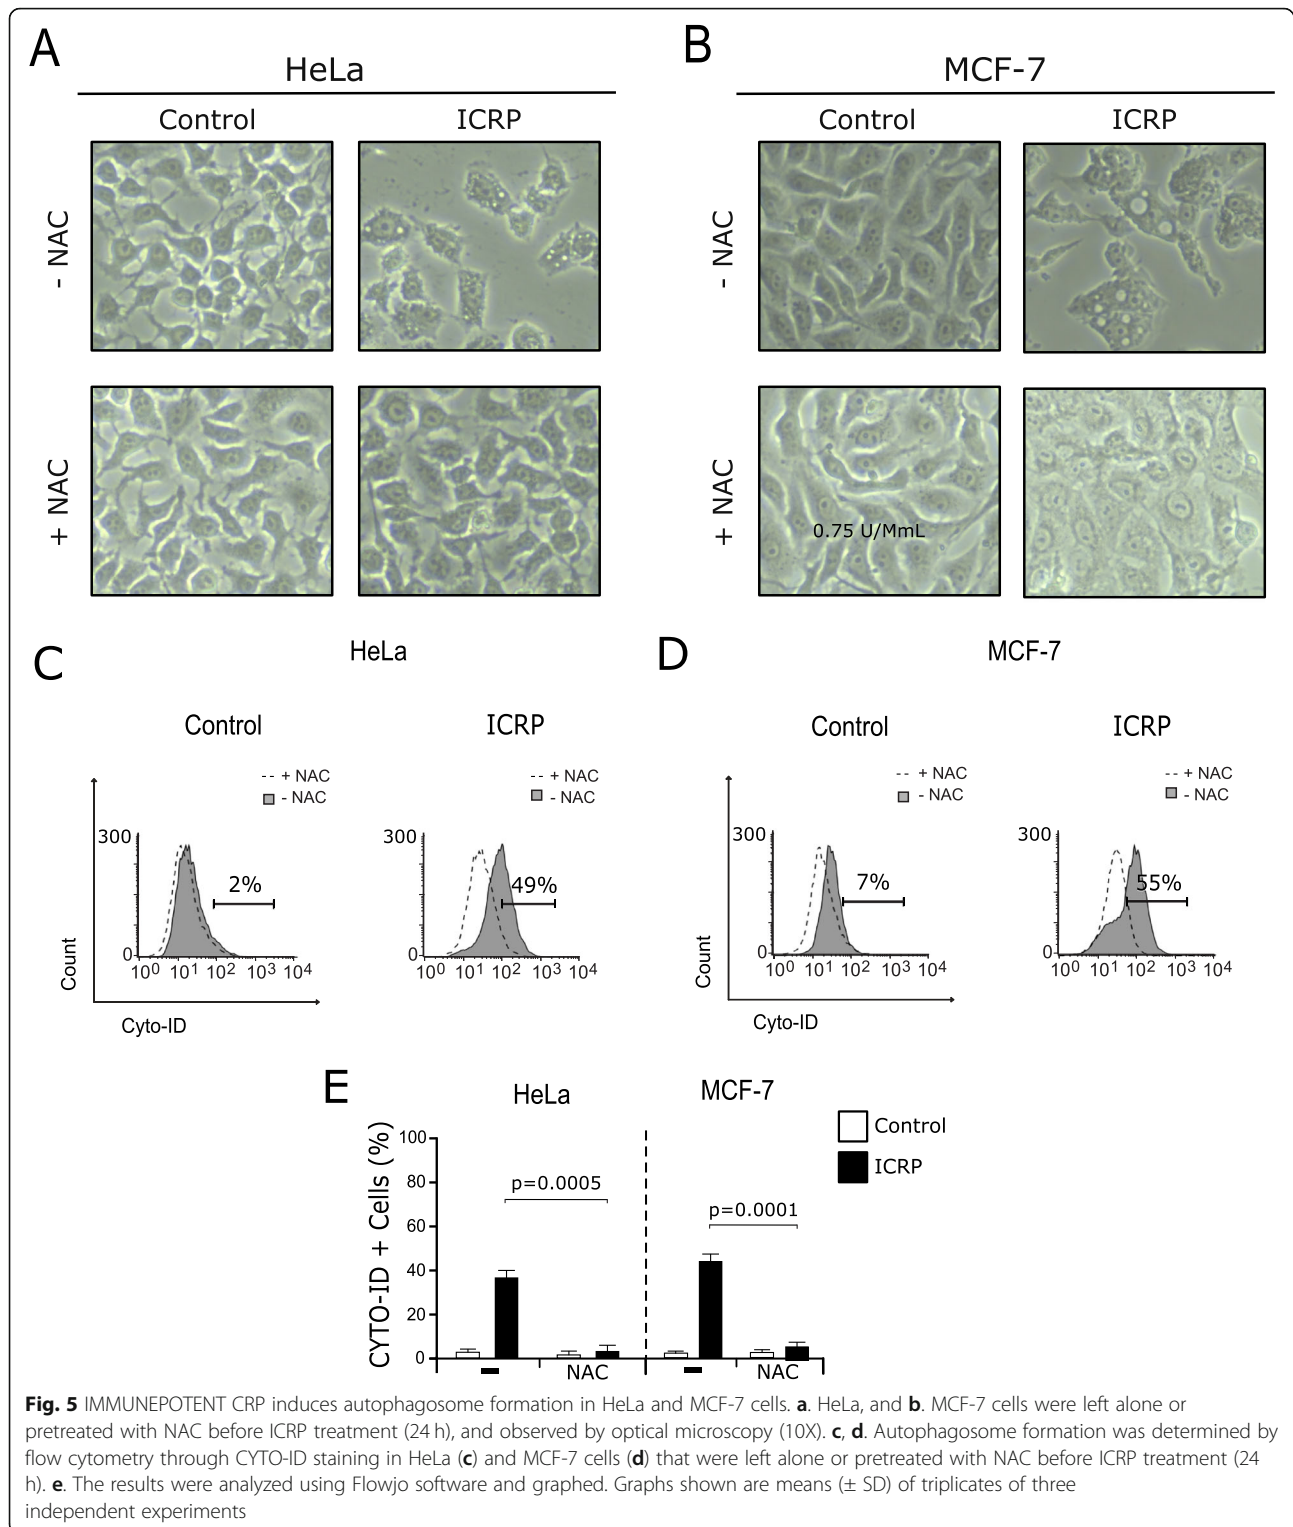 A
HeLa
Control ICRP
- NAC
+ NAC
B
MCF-7
Control ICRP
- NAC
+ NAC
0.75 U/MmL
C
HeLa
Control
-- + NAC
- NAC
300
2%
0
10⁰ 10¹ 10² 10³ 10⁴
Count
Cyto-ID
ICRP
-- + NAC
- NAC
300
49%
0
10⁰ 10¹ 10² 10³ 10⁴
D
MCF-7
Control
-- + NAC
- NAC
300
7%
0
10⁰ 10¹ 10² 10³ 10⁴
Count
Cyto-ID
ICRP
-- + NAC
- NAC
300
55%
0
10⁰ 10¹ 10² 10³ 10⁴
E
HeLa MCF-7
Control
ICRP
CYTO-ID + Cells (%)
100
80
60
40
20
0
p=0.0005
p=0.0001
- NAC - NAC
Fig. 5 IMMUNEPOTENT CRP induces autophagosome formation in HeLa and MCF-7 cells. a. HeLa, and b. MCF-7 cells were left alone or
pretreated with NAC before ICRP treatment (24 h), and observed by optical microscopy (10X). c, d. Autophagosome formation was determined by
flow cytometry through CYTO-ID staining in HeLa (c) and MCF-7 cells (d) that were left alone or pretreated with NAC before ICRP treatment (24
h). e. The results were analyzed using Flowjo software and graphed. Graphs shown are means (± SD) of triplicates of three
independent experiments